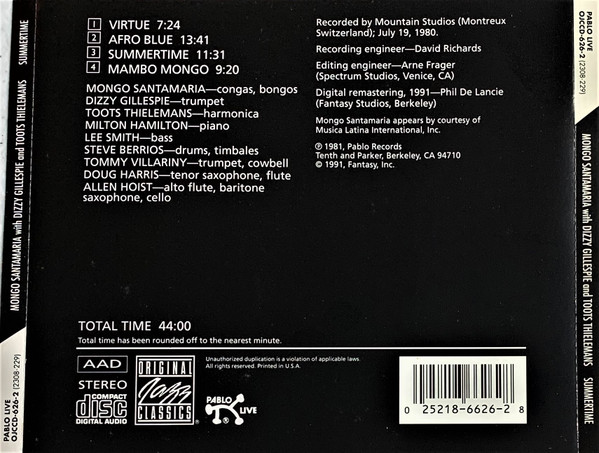 1 VIRTUE 7:24
2 AFRO BLUE 13:41
3 SUMMERTIME 11:31
4 MAMBO MONGO 9:20
MONGO SANTAMARIA—congas, bongos
DIZZY GILLESPIE—trumpet
TOOTS THIELEMANS—harmonica
MILTON HAMILTON—piano
LEE SMITH—bass
STEVE BERRIOS—drums, timbales
TOMMY VILLARINY—trumpet, cowbell
DOUG HARRIS—tenor saxophone, flute
ALLEN HOIST—alto flute, baritone
saxophone, cello
Recorded by Mountain Studios (Montreux
Switzerland); July 19, 1980.
Recording engineer—David Richards
Editing engineer—Arne Frager
(Spectrum Studios, Venice, CA)
Digital remastering, 1991—Phil De Lancie
(Fantasy Studios, Berkeley)
Mongo Santamaria appears by courtesy of
Musica Latina International, Inc.
℗ 1981, Pablo Records
Tenth and Parker, Berkeley, CA 94710
© 1991, Fantasy, Inc.
TOTAL TIME 44:00
Total time has been rounded off to the nearest minute.
AAD
STEREO
COMPACT
disc
DIGITAL AUDIO
ORIGINAL
Jazz
CLASSICS
PABLO LIVE
Unauthorized duplication is a violation of applicable laws.
All rights reserved. Printed in U.S.A.
0 25218-6626-2 8
PABLO LIVE
OJCCD-626-2 (2308-229)
MONGO SANTAMARIA with DIZZY GILLESPIE and TOOTS THIELEMANS SUMMERTIME
PABLO LIVE
OJCCD-626-2 (2308-229)
MONGO SANTAMARIA with DIZZY GILLESPIE and TOOTS THIELEMANS SUMMERTIME